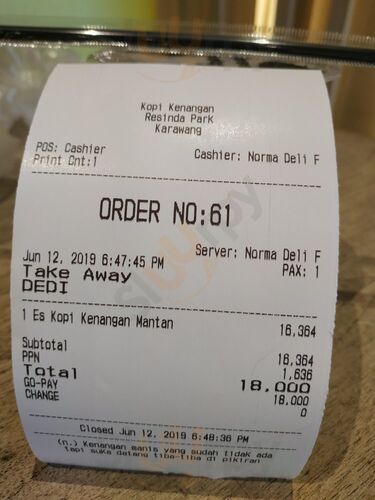 Kopi Kenangan
Resinda Park
Karawang
POS: Cashier
Print Cnt:1
Cashier: Norma Deli F
ORDER NO:61
Jun 12, 2019 6:47:45 PM
Server: Norma Deli F
Take Away
PAX: 1
DEDI
1 Es Kopi Kenangan Mantan 16,364
Subtotal 16,364
PPN 1,636
Total 18,000
GO-PAY 18,000
CHANGE 0
Closed Jun 12, 2019 6:48:36 PM
(n.) Kenangan manis yang sudah tidak ada
tapi suka datang tiba-tiba di pikiran